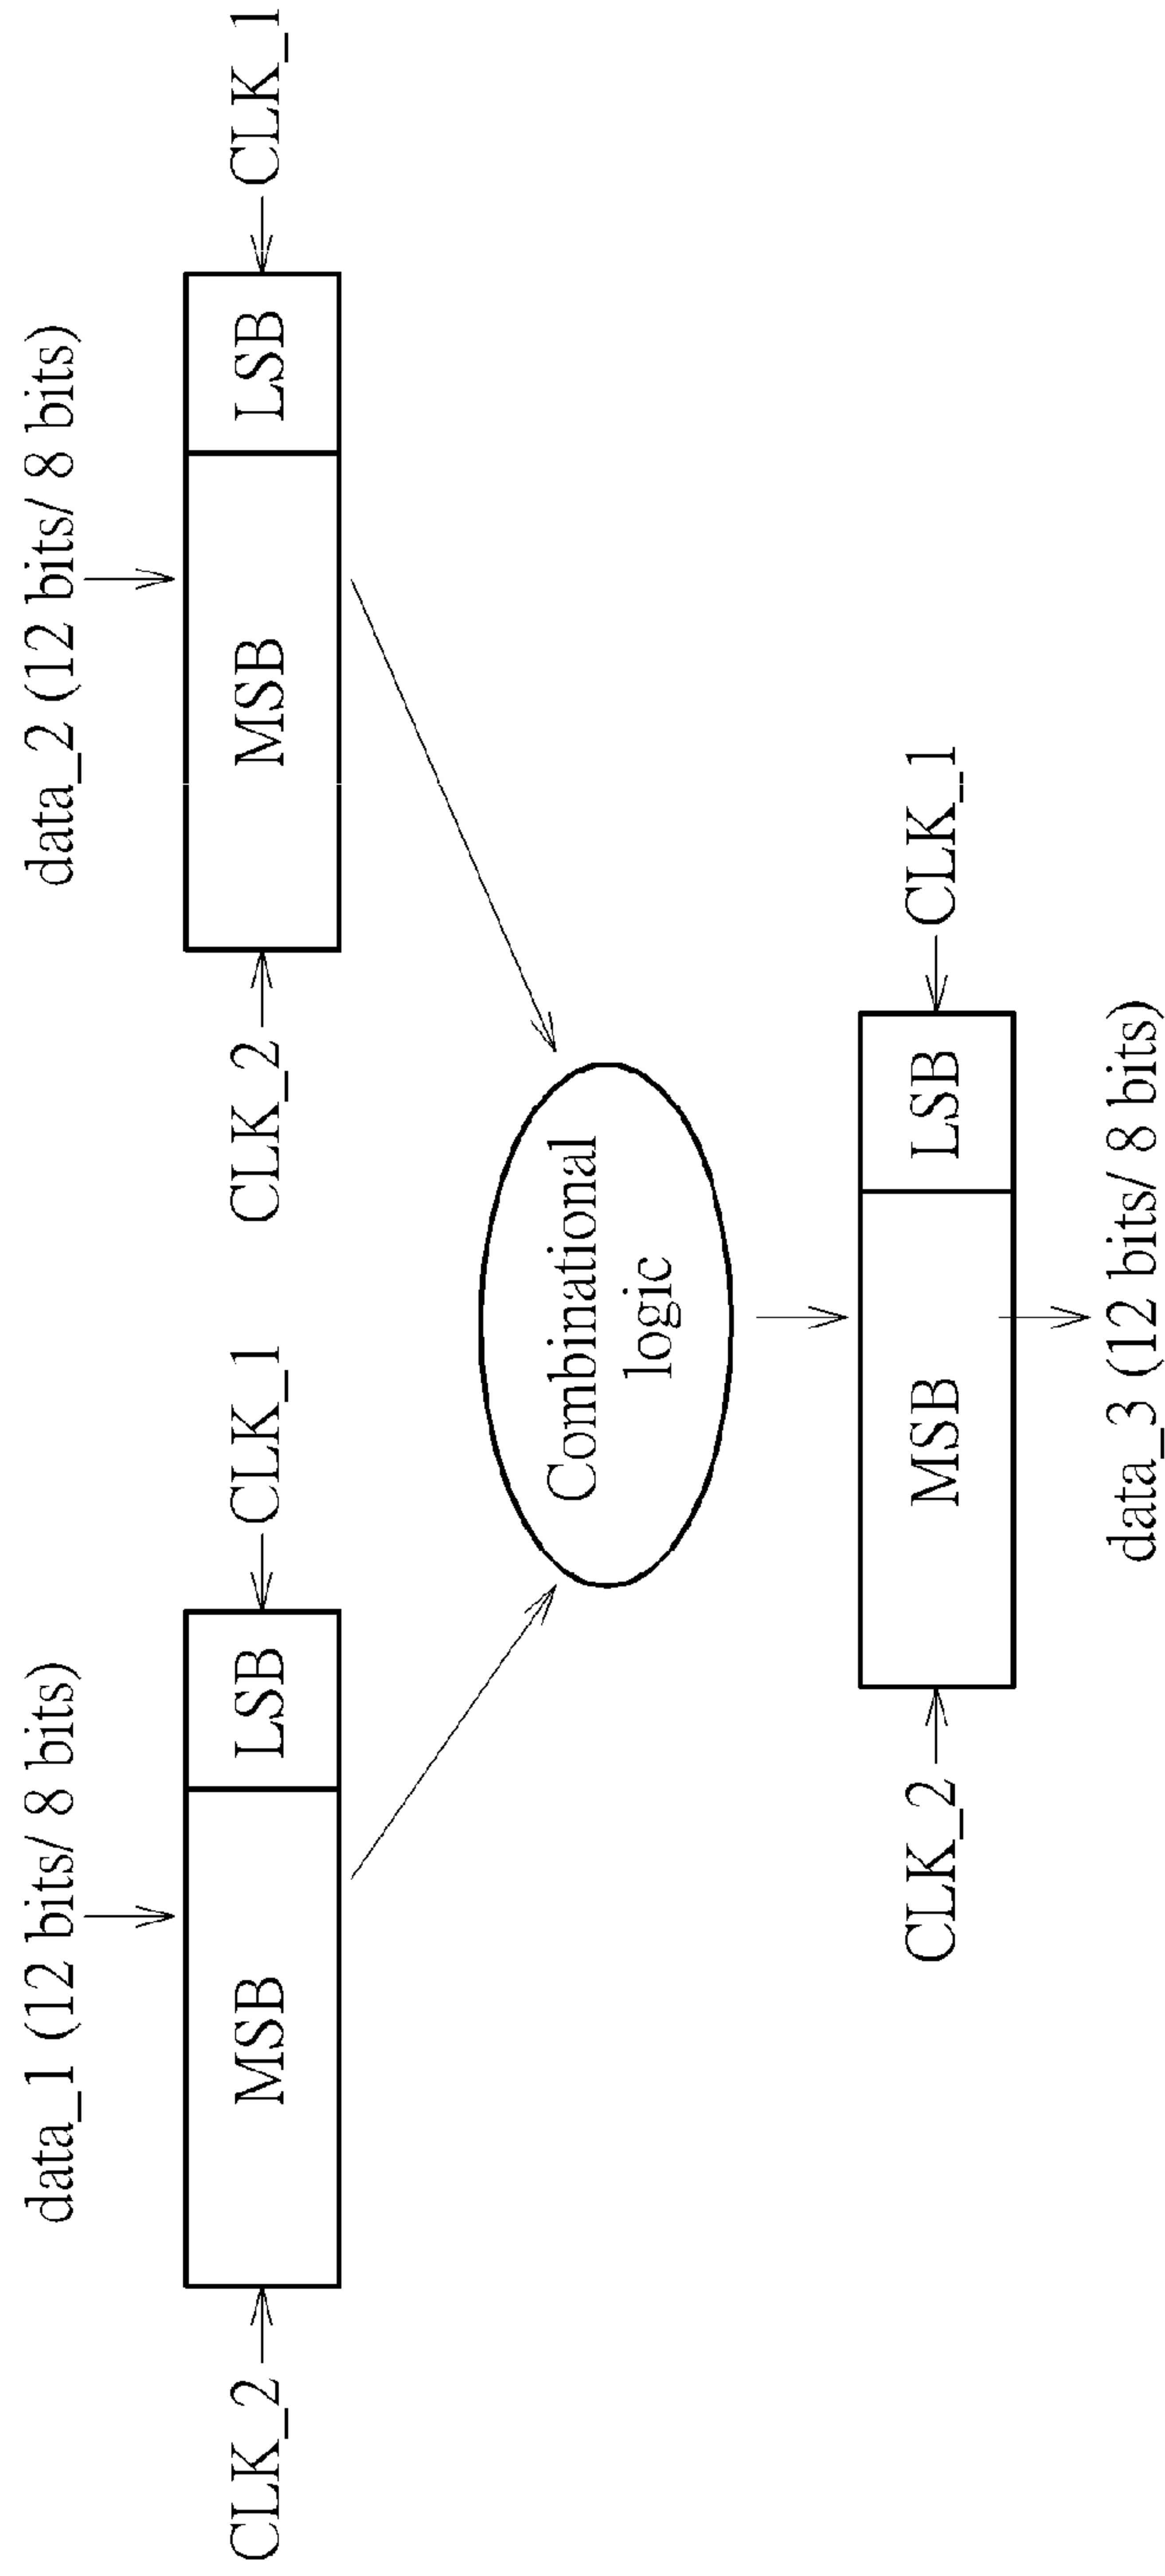 data_1 (12 bits/ 8 bits)
data_2 (12 bits/ 8 bits)
CLK_2
MSB
LSB
CLK_1
CLK_2
MSB
LSB
CLK_1
Combinational
logic
CLK_2
MSB
LSB
CLK_1
data_3 (12 bits/ 8 bits)